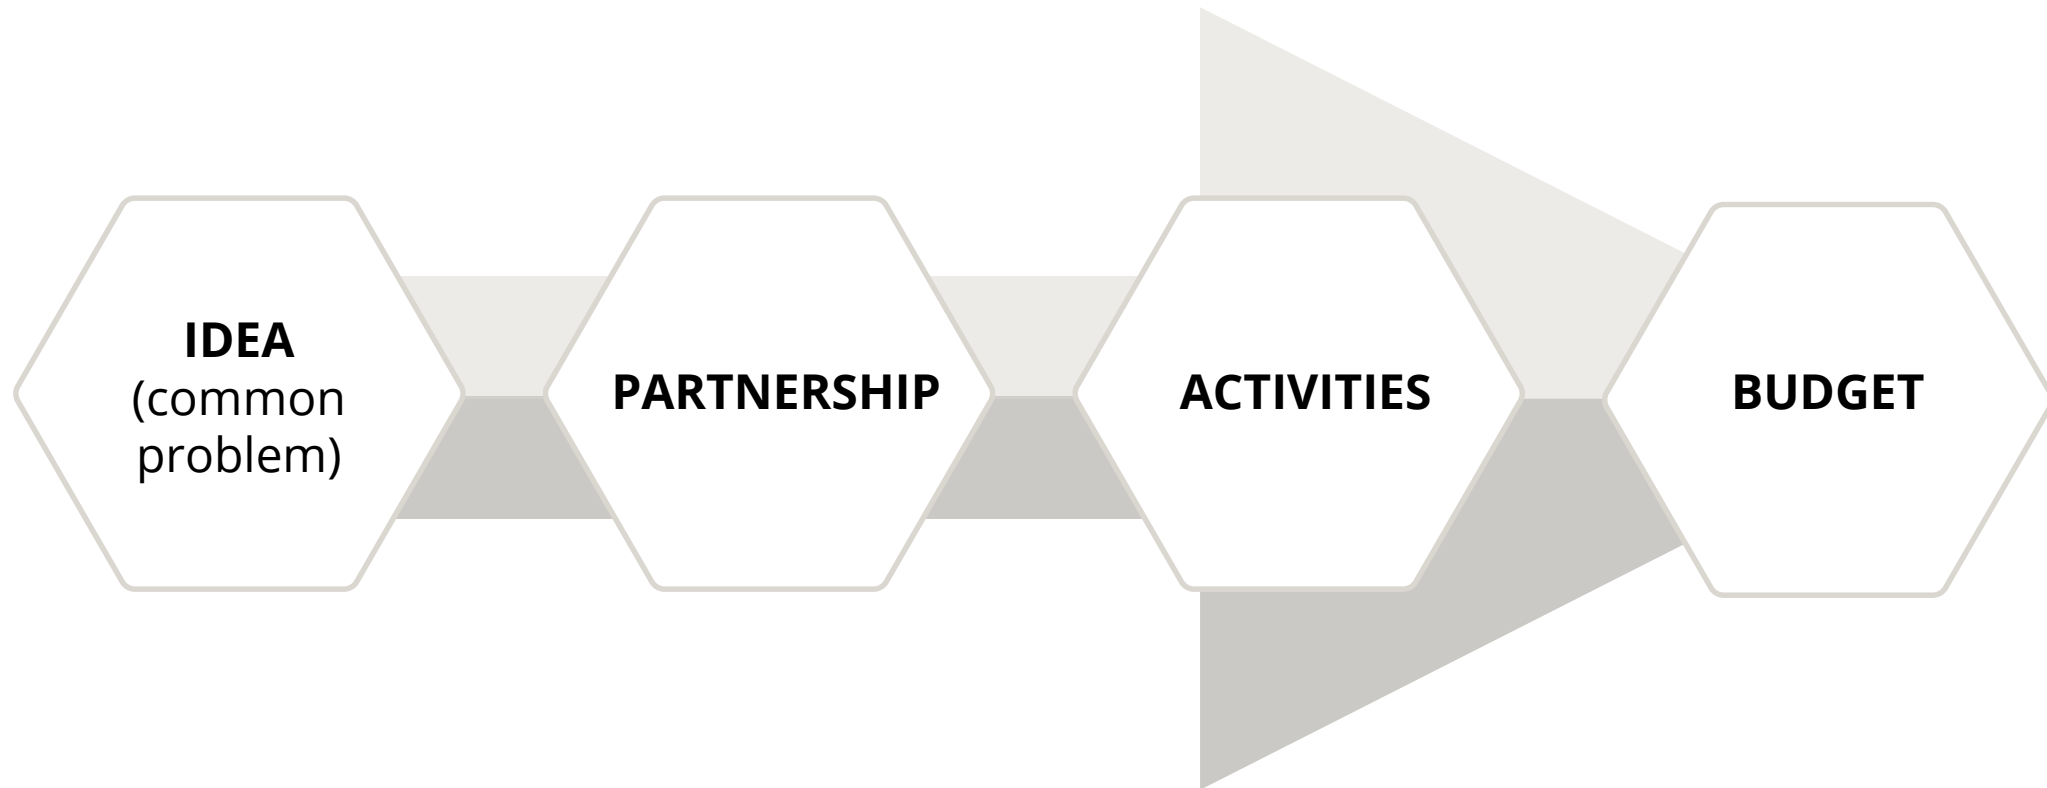 IDEA
(common
problem)
PARTNERSHIP
ACTIVITIES
BUDGET